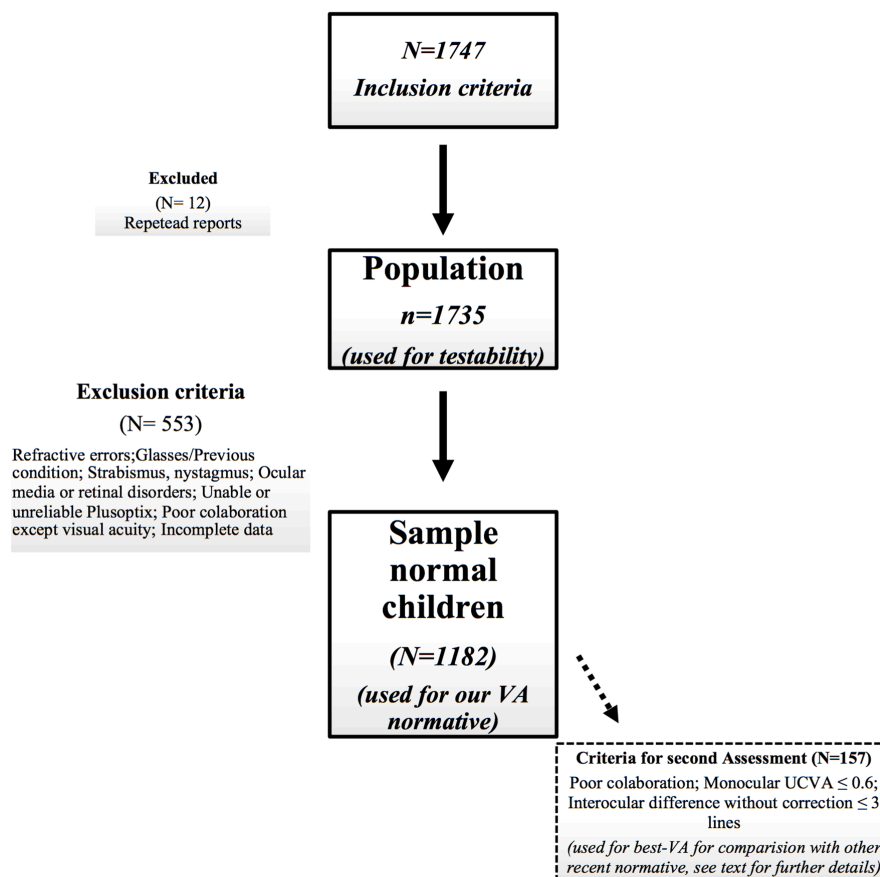 N=1747
Inclusion criteria
Excluded
(N= 12)
Repetead reports
Population
n=1735
(used for testability)
Exclusion criteria
(N= 553)
Refractive errors;Glasses/Previous
condition; Strabismus, nystagmus; Ocular
media or retinal disorders; Unable or
unreliable Plusoptix; Poor colaboration
except visual acuity; Incomplete data
Sample
normal
children
(N=1182)
(used for our VA
normative)
Criteria for second Assessment (N=157)
Poor colaboration; Monocular UCVA ≤ 0.6;
Interocular difference without correction ≤ 3
lines
(used for best-VA for comparision with other
recent normative, see text for further details)